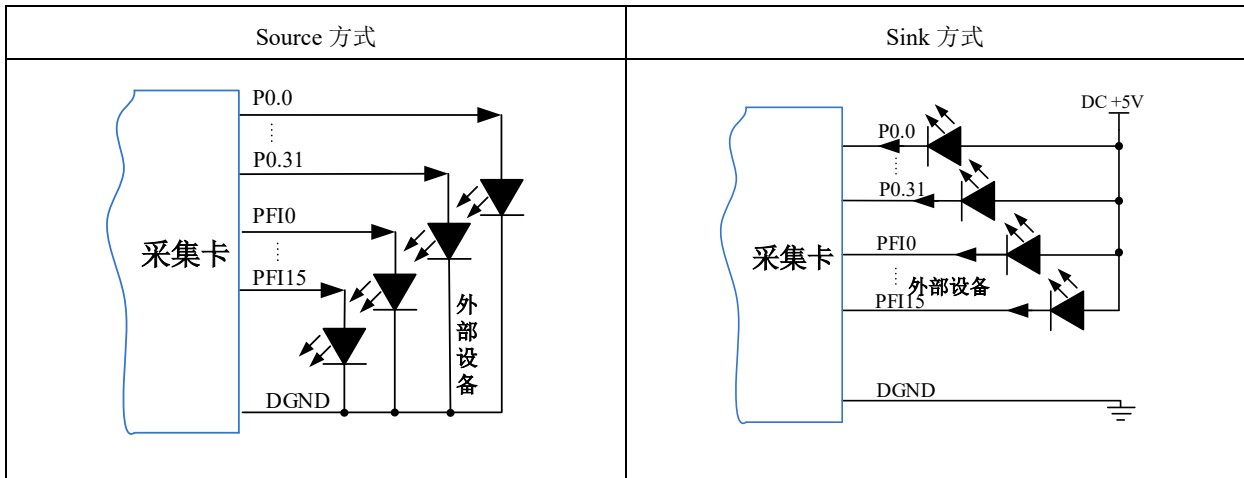 Source 方式
Sink 方式
P0.0
P0.31
PFI0
PFI15
采集卡
外部设备
DGND
DC +5V
P0.0
P0.31
PFI0
采集卡
外部设备
PFI15
DGND